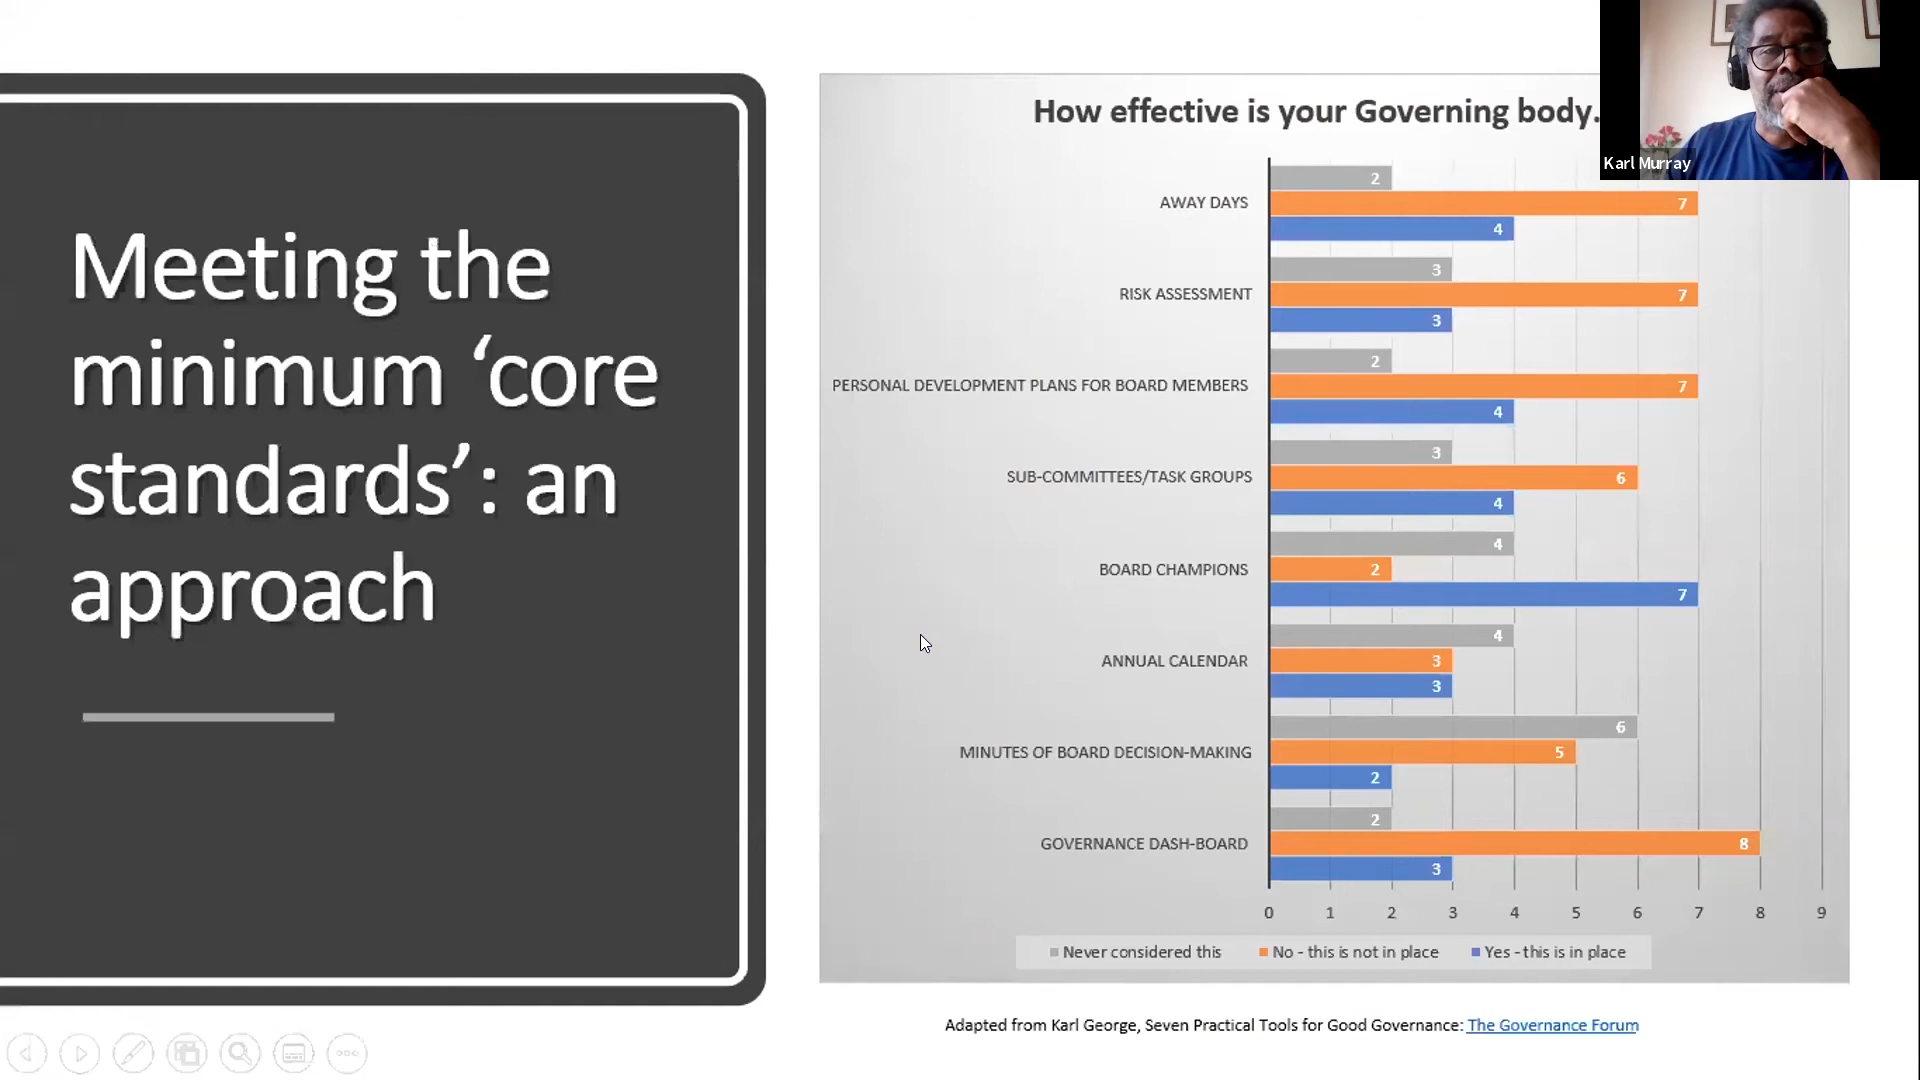 Meeting the
minimum ‘core
standards’: an
approach
How effective is your Governing body.
Karl Murray
AWAY DAYS
2
7
4
RISK ASSESSMENT
3
7
3
PERSONAL DEVELOPMENT PLANS FOR BOARD MEMBERS
2
7
4
SUB-COMMITTEES/TASK GROUPS
3
6
4
BOARD CHAMPIONS
4
2
7
ANNUAL CALENDAR
4
3
3
MINUTES OF BOARD DECISION-MAKING
6
5
2
GOVERNANCE DASH-BOARD
2
8
3
0 1 2 3 4 5 6 7 8 9
Never considered this No - this is not in place Yes - this is in place
Adapted from Karl George, Seven Practical Tools for Good Governance: The Governance Forum